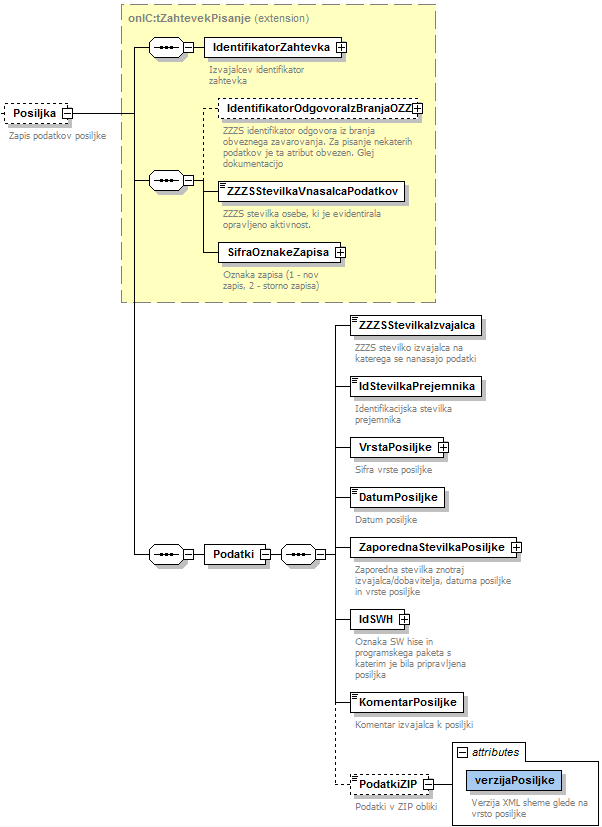 onIC:tZahtevekPisanje (extension)
IdentifikatorZahtevka
Izvajalcev identifikator
zahtevka
Posiljka
Zapis podatkov posiljke
IdentifikatorOdgovoraIzBranjaOZZ
ZZZS identifikator odgovora iz branja
obveznega zavarovanja. Za pisanje nekaterih
podatkov je ta atribut obvezen. Glej
dokumentacijo
ZZZSStevilkaVnasalcaPodatkov
ZZZS stevilka osebe, ki je evidentirala
opravljeno aktivnost.
SifraOznakeZapisa
Oznaka zapisa (1 - nov
zapis, 2 - storno zapisa)
ZZZSStevilkaIzvajalca
ZZZS stevilko izvajalca na
katerega se nanasajo podatki
IdStevilkaPrejemnika
Identifikacijska stevilka
prejemnika
VrstaPosiljke
Sifra vrste posiljke
DatumPosiljke
Datum posiljke
Podatki
ZaporednaStevilkaPosiljke
Zaporedna stevilka znotraj
izvajalca/dobavitelja, datuma posiljke
in vrste posiljke
IdSWH
Oznaka SW hise in
programskega paketa s
katerim je bila pripravljena
posiljka
KomentarPosiljke
Komentar izvajalca k posiljki
attributes
PodatkiZIP
verzijaPosiljke
Podatki v ZIP obliki
Verzija XML sheme glede na
vrsto posiljke